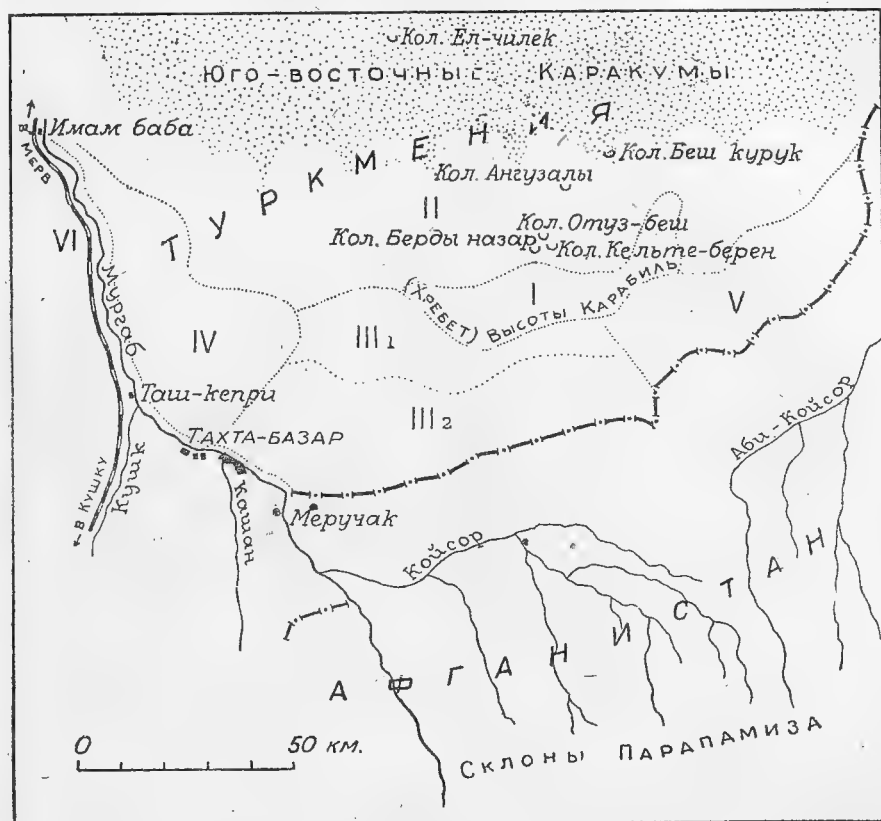 Кол. Ел-чилек
Юго-восточные Каракумы
Имам баба
в Мерв
Туркмения
Кол. Беш курук
Кол. Ангузалы
II
Кол. Отуз-беш
Кол. Берды назар
Кол. Кельте-берен
VI
Мургаб
I
V
(Хребет) Высоты Карабиль
IV
III₁
Таш-кепри
III₂
Аби-Койсор
Тахта-базар
Кушк
в Кушку
Кашан
Меручак
Койсор
Афганистан
0 50 км.
Склоны Парапамиза